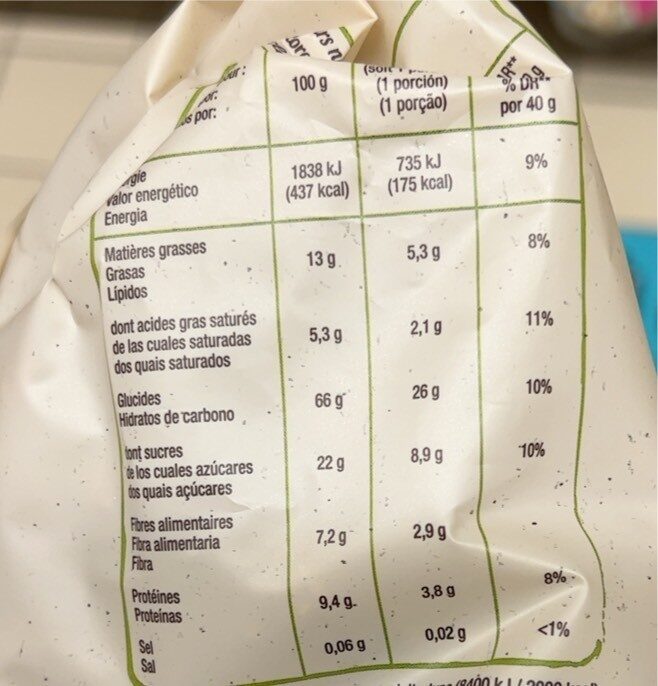 100 g
(1 porción)
(1 porção)
% DR**
por 40 g
por:
Valor energético
Energia
1838 kJ
(437 kcal)
735 kJ
(175 kcal)
9%
Matières grasses
Grasas
Lípidos
13 g
5,3 g
8%
dont acides gras saturés
de las cuales saturadas
dos quais saturados
5,3 g
2,1 g
11%
Glucides
Hidratos de carbono
66 g
26 g
10%
dont sucres
de los cuales azúcares
dos quais açúcares
22 g
8,9 g
10%
Fibres alimentaires
Fibra alimentaria
Fibra
7,2 g
2,9 g
Protéines
Proteínas
9,4 g
3,8 g
8%
Sel
Sal
0,06 g
0,02 g
<1%